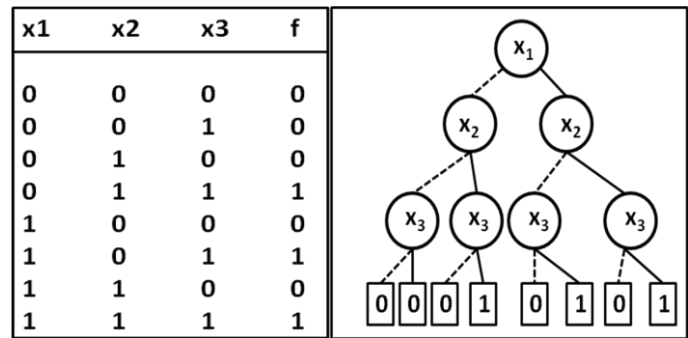 x1 x2 x3 f
0 0 0 0
0 0 1 0
0 1 0 0
0 1 1 1
1 0 0 0
1 0 1 1
1 1 0 0
1 1 1 1
x₁
x₂ x₂
x₃ x₃ x₃ x₃
0 0 0 1 0 1 0 1